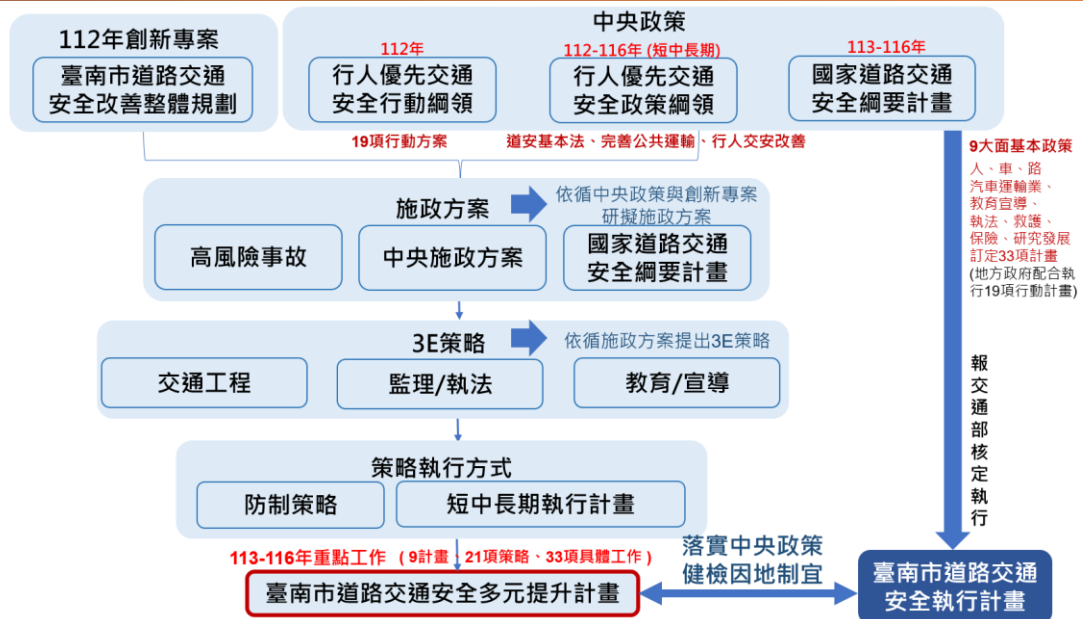 112年創新專案
臺南市道路交通
安全改善整體規劃
中央政策
112年
行人優先交通
安全行動綱領
112-116年 (短中長期)
行人優先交通
安全政策綱領
113-116年
國家道路交通
安全綱要計畫
19項行動方案
道安基本法、完善公共運輸、行人交安改善
9大面基本政策
人、車、路
汽車運輸業、
教育宣導、
執法、救護、
保險、研究發展
訂定33項計畫
(地方政府配合執
行19項行動計畫)
施政方案
依循中央政策與創新專案
研擬施政方案
高風險事故
中央施政方案
國家道路交通
安全綱要計畫
3E策略
依循施政方案提出3E策略
交通工程
監理/執法
教育/宣導
報交通部核定執行
策略執行方式
防制策略
短中長期執行計畫
113-116年重點工作 （9計畫、21項策略、33項具體工作）
臺南市道路交通安全多元提升計畫
落實中央政策
健檢因地制宜
臺南市道路交通
安全執行計畫